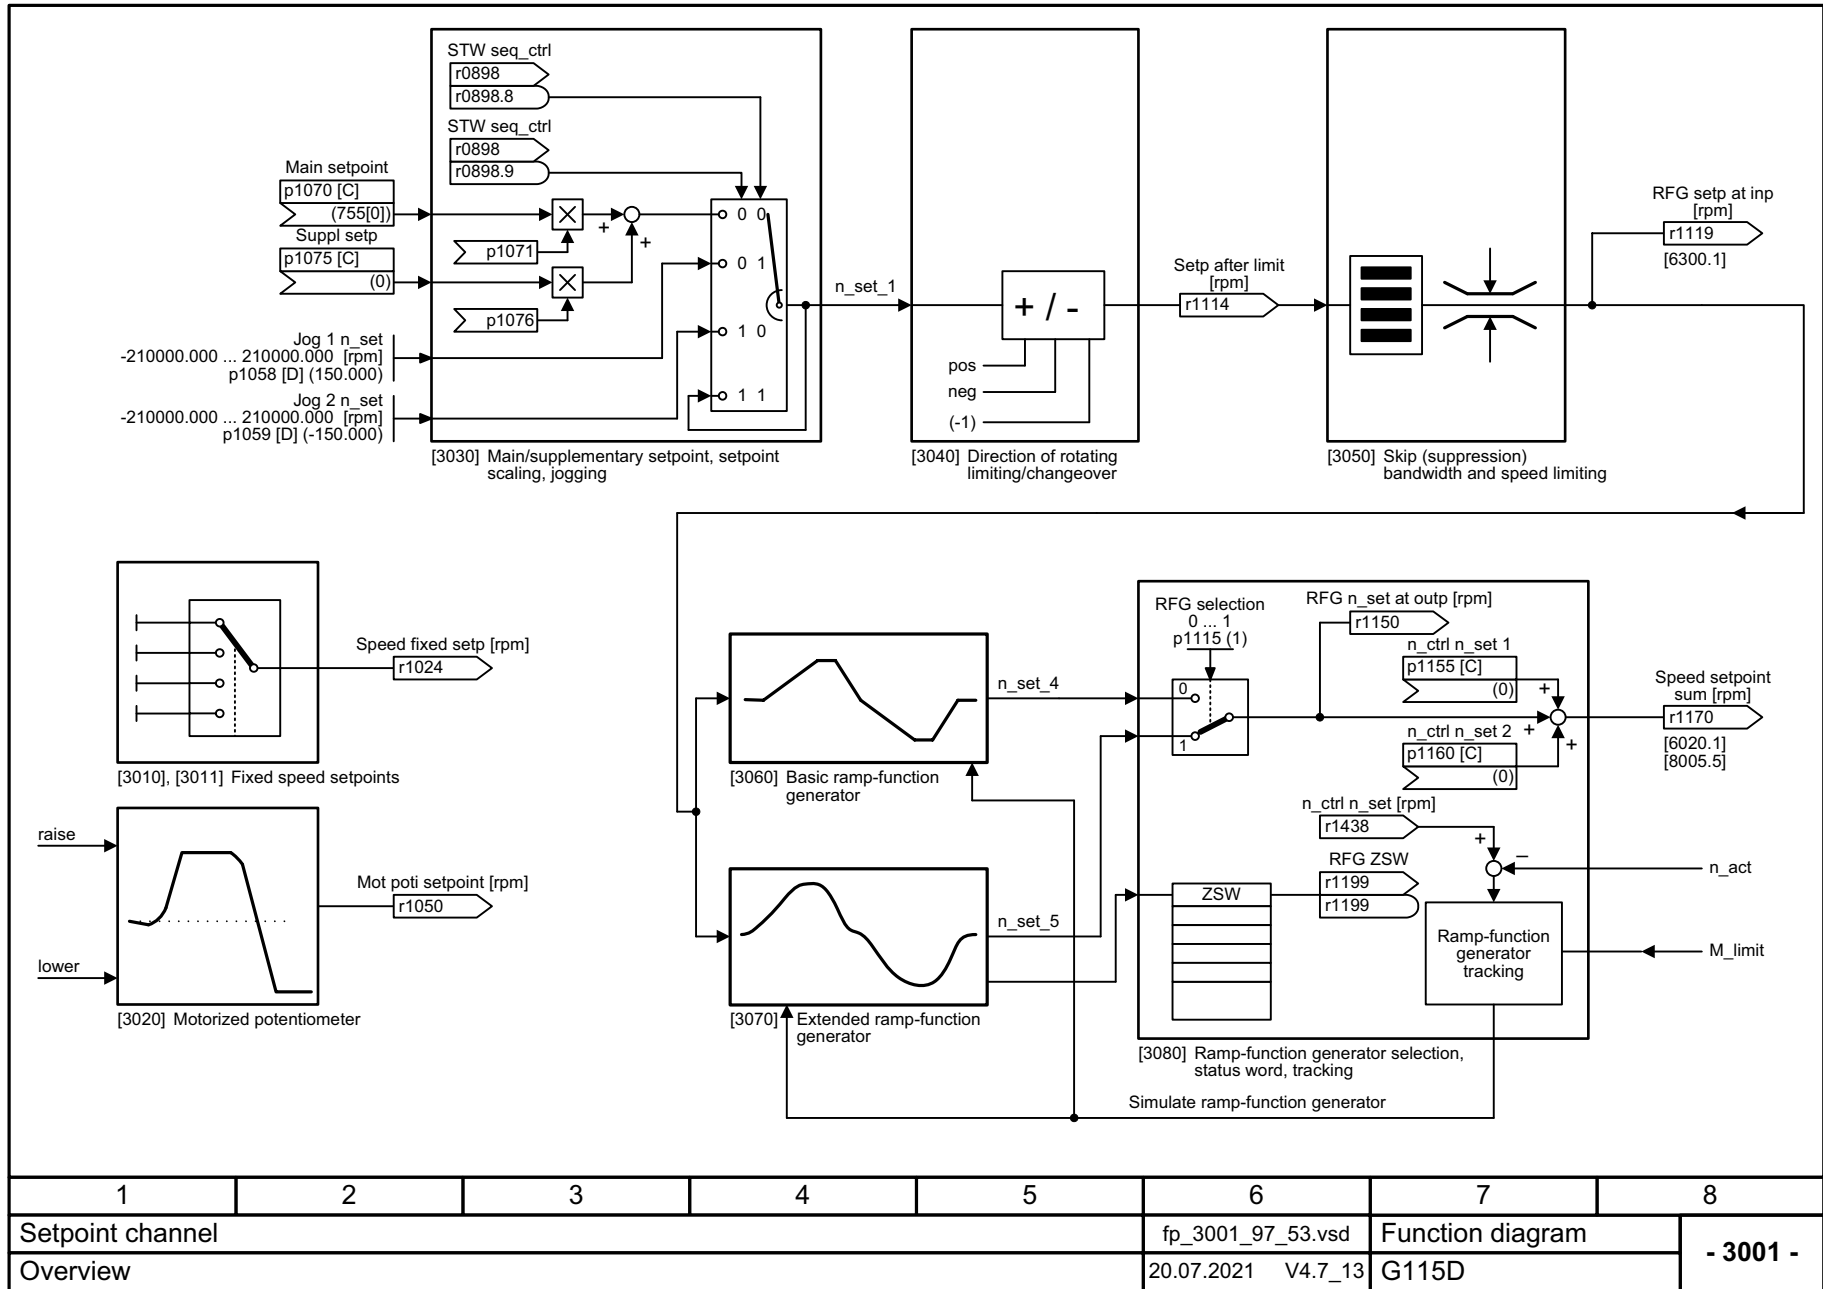 STW seq_ctrl
r0898
r0898.8
STW seq_ctrl
r0898
r0898.9
Main setpoint
p1070 [C]
(755[0])
Suppl setp
p1075 [C]
(0)
p1071
p1076
Jog 1 n_set
-210000.000 ... 210000.000 [rpm]
p1058 [D] (150.000)
Jog 2 n_set
-210000.000 ... 210000.000 [rpm]
p1059 [D] (-150.000)
0 0
0 1
1 0
1 1
n_set_1
[3030] Main/supplementary setpoint, setpoint
scaling, jogging
+ / -
pos
neg
(-1)
[3040] Direction of rotating
limiting/changeover
Setp after limit
[rpm]
r1114
[3050] Skip (suppression)
bandwidth and speed limiting
RFG setp at inp
[rpm]
r1119
[6300.1]
Speed fixed setp [rpm]
r1024
[3010], [3011] Fixed speed setpoints
raise
lower
Mot poti setpoint [rpm]
r1050
[3020] Motorized potentiometer
n_set_4
[3060] Basic ramp-function
generator
n_set_5
[3070] Extended ramp-function
generator
RFG selection
0 ... 1
p1115 (1)
0
1
RFG n_set at outp [rpm]
r1150
n_ctrl n_set 1
p1155 [C]
(0)
+
+
+
n_ctrl n_set 2
p1160 [C]
(0)
Speed setpoint
sum [rpm]
r1170
[6020.1]
[8005.5]
n_ctrl n_set [rpm]
r1438
+
–
n_act
RFG ZSW
r1199
r1199
ZSW
Ramp-function
generator
tracking
M_limit
[3080] Ramp-function generator selection,
status word, tracking
Simulate ramp-function generator
1 2 3 4 5 6 7 8
Setpoint channel
fp_3001_97_53.vsd
Function diagram
- 3001 -
Overview
20.07.2021 V4.7_13
G115D